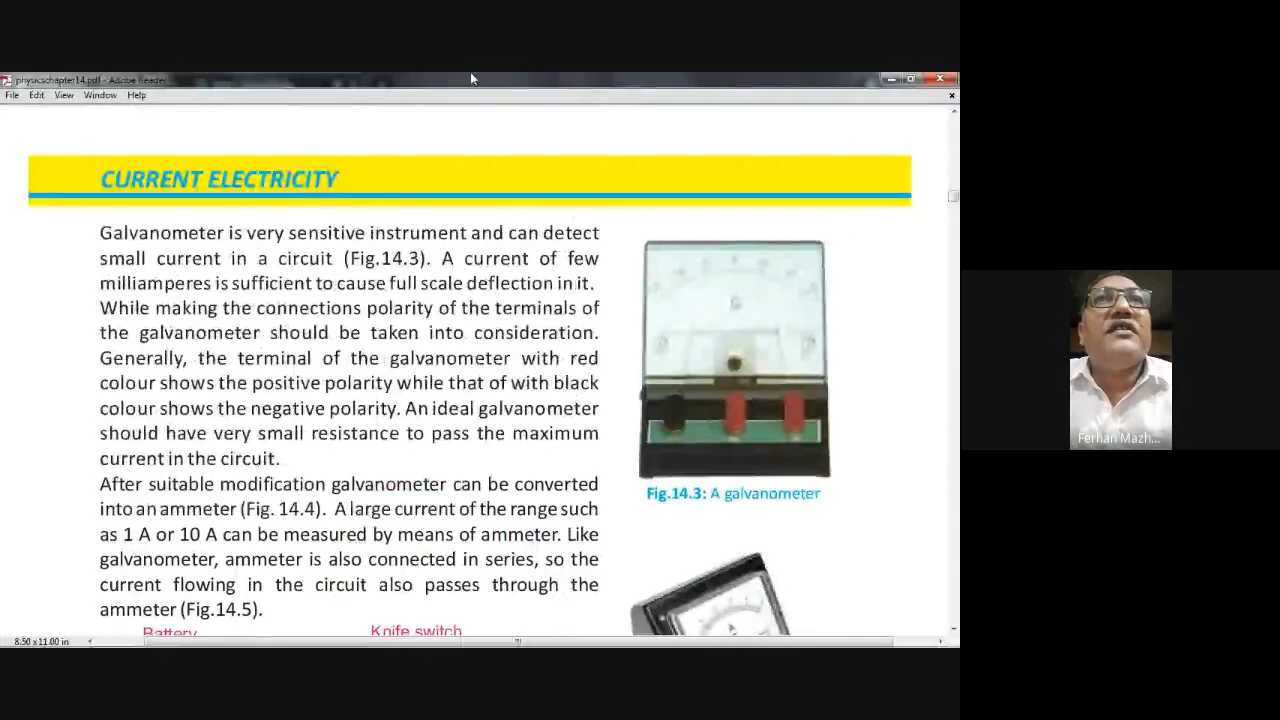 physicschapter14.pdf - Adobe Reader
File Edit View Window Help
CURRENT ELECTRICITY
Galvanometer is very sensitive instrument and can detect
small current in a circuit (Fig.14.3). A current of few
milliamperes is sufficient to cause full scale deflection in it.
While making the connections polarity of the terminals of
the galvanometer should be taken into consideration.
Generally, the terminal of the galvanometer with red
colour shows the positive polarity while that of with black
colour shows the negative polarity. An ideal galvanometer
should have very small resistance to pass the maximum
current in the circuit.
After suitable modification galvanometer can be converted
into an ammeter (Fig. 14.4). A large current of the range such
as 1 A or 10 A can be measured by means of ammeter. Like
galvanometer, ammeter is also connected in series, so the
current flowing in the circuit also passes through the
ammeter (Fig.14.5).
Battery Knife switch
G
Fig.14.3: A galvanometer
A
8.50 x 11.00 in
Ferhan Mazh...